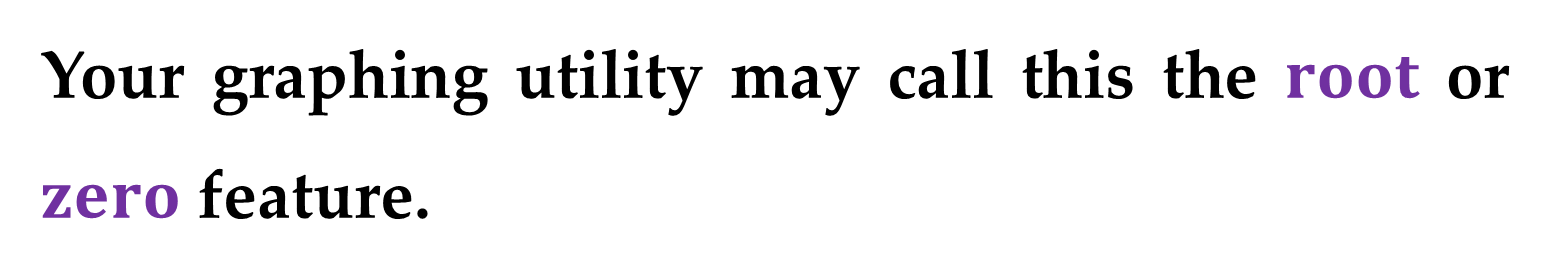 Your graphing utility may call this the root or
zero feature.